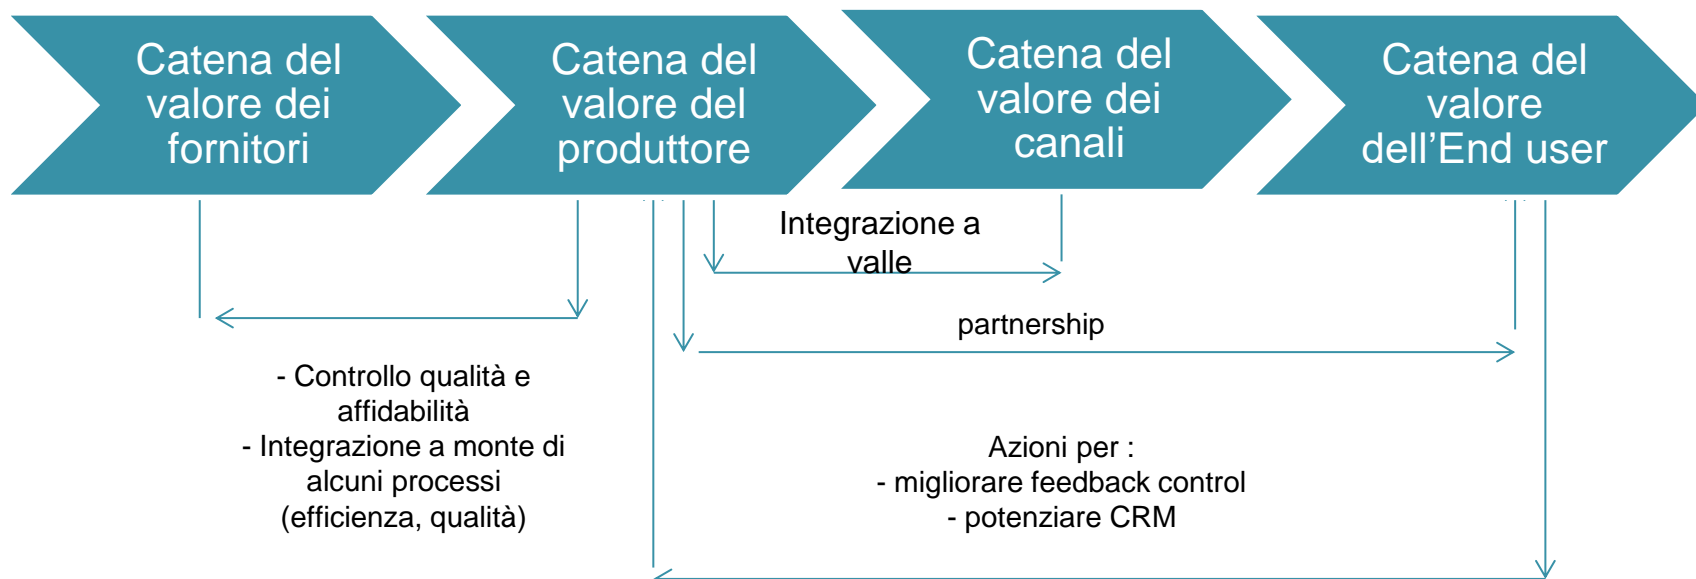 Catena del
valore dei
fornitori
Catena del
valore del
produttore
Catena del
valore dei
canali
Catena del
valore
dell’End user
Integrazione a
valle
partnership
- Controllo qualità e
affidabilità
- Integrazione a monte di
alcuni processi
(efficienza, qualità)
Azioni per :
- migliorare feedback control
- potenziare CRM